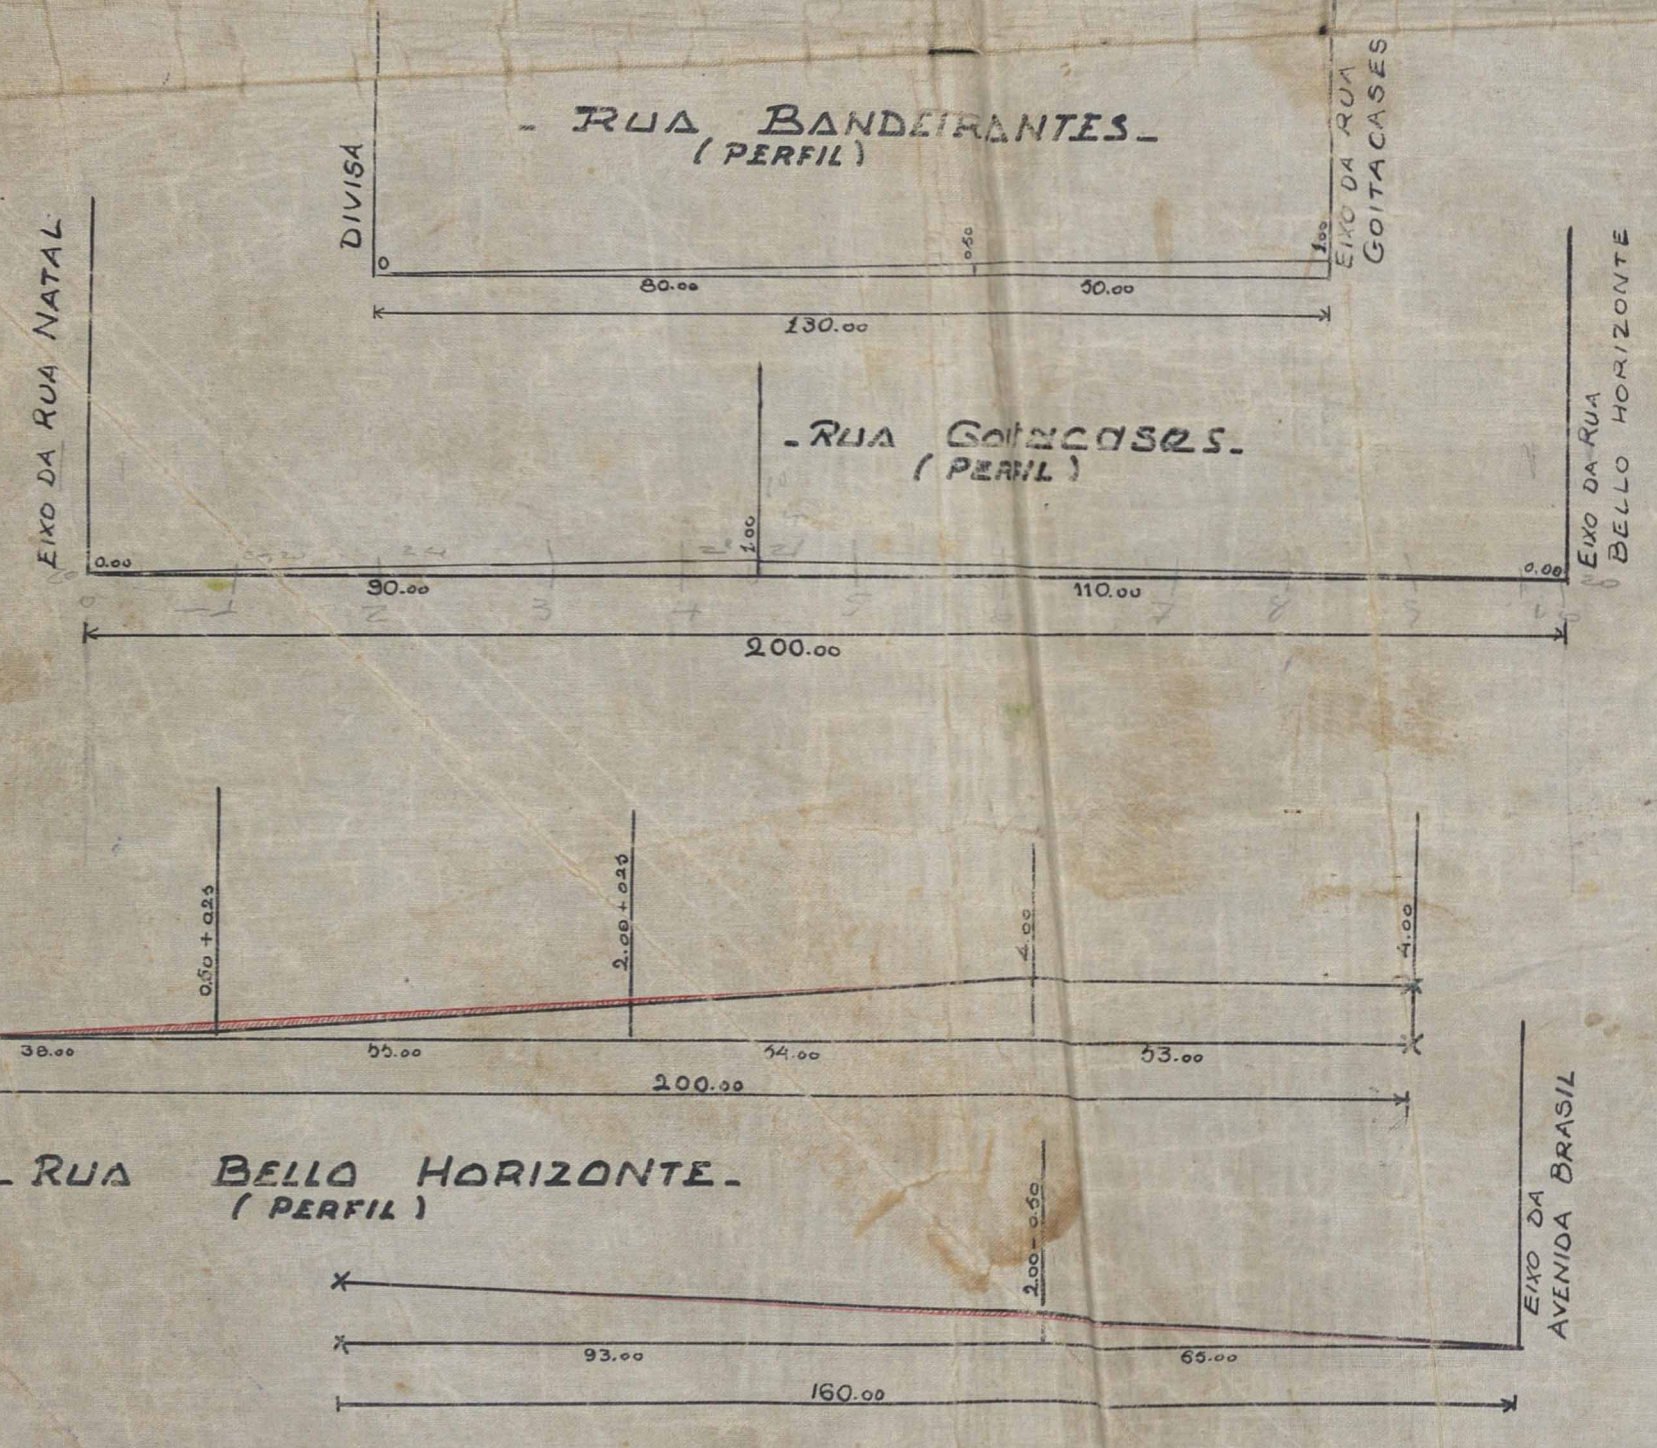 - RUA BANDEIRANTES -
( PERFIL )
DIVISA
EIXO DA RUA
GOITACASES
0
0.50
1.00
80.00
50.00
130.00
EIXO DA RUA NATAL
- RUA Goitacases -
( PERFIL )
EIXO DA RUA
BELLO HORIZONTE
0.00
1.00
0.00
90.00
110.00
200.00
0.50 + 0.25
2.00 + 0.25
4.00
4.00
38.00
55.00
54.00
53.00
200.00
- RUA BELLO HORIZONTE -
( PERFIL )
2.00 - 0.50
EIXO DA
AVENIDA BRASIL
93.00
65.00
160.00